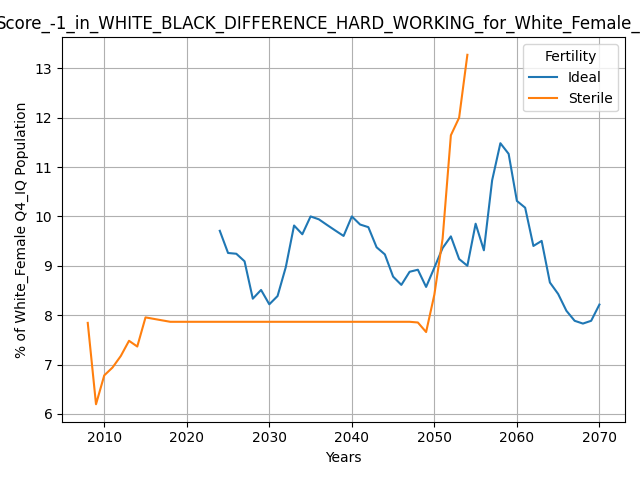 Score_-1_in_WHITE_BLACK_DIFFERENCE_HARD_WORKING_for_White_Female_
Fertility
Ideal
Sterile
% of White_Female Q4_IQ Population
13
12
11
10
9
8
7
6
2010 2020 2030 2040 2050 2060 2070
Years